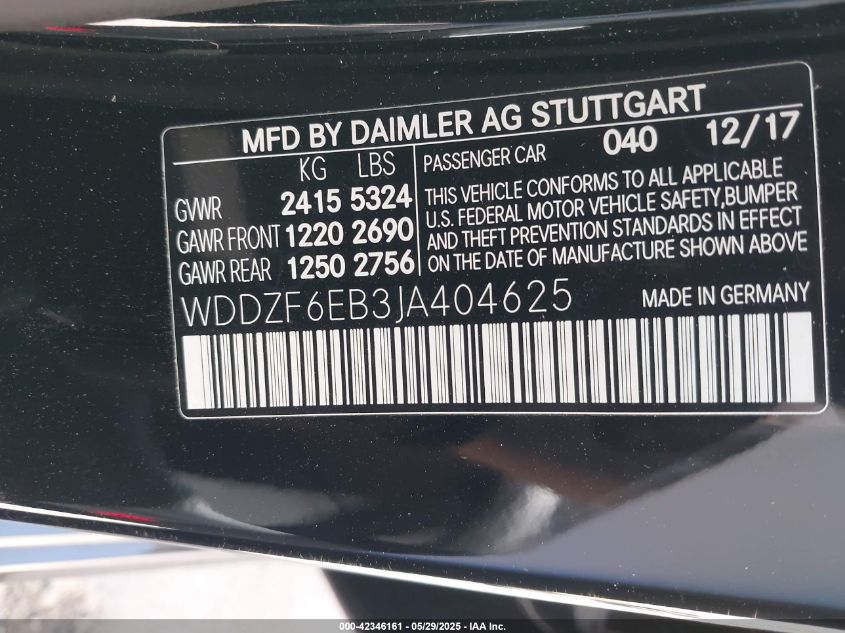 MFD BY DAIMLER AG STUTTGART
KG LBS
GVWR 2415 5324
GAWR FRONT 1220 2690
GAWR REAR 1250 2756
PASSENGER CAR 040 12/17
THIS VEHICLE CONFORMS TO ALL APPLICABLE
U.S. FEDERAL MOTOR VEHICLE SAFETY,BUMPER
AND THEFT PREVENTION STANDARDS IN EFFECT
ON THE DATE OF MANUFACTURE SHOWN ABOVE
WDDZF6EB3JA404625 MADE IN GERMANY
000-42346161 - 05/29/2025 - IAA Inc.